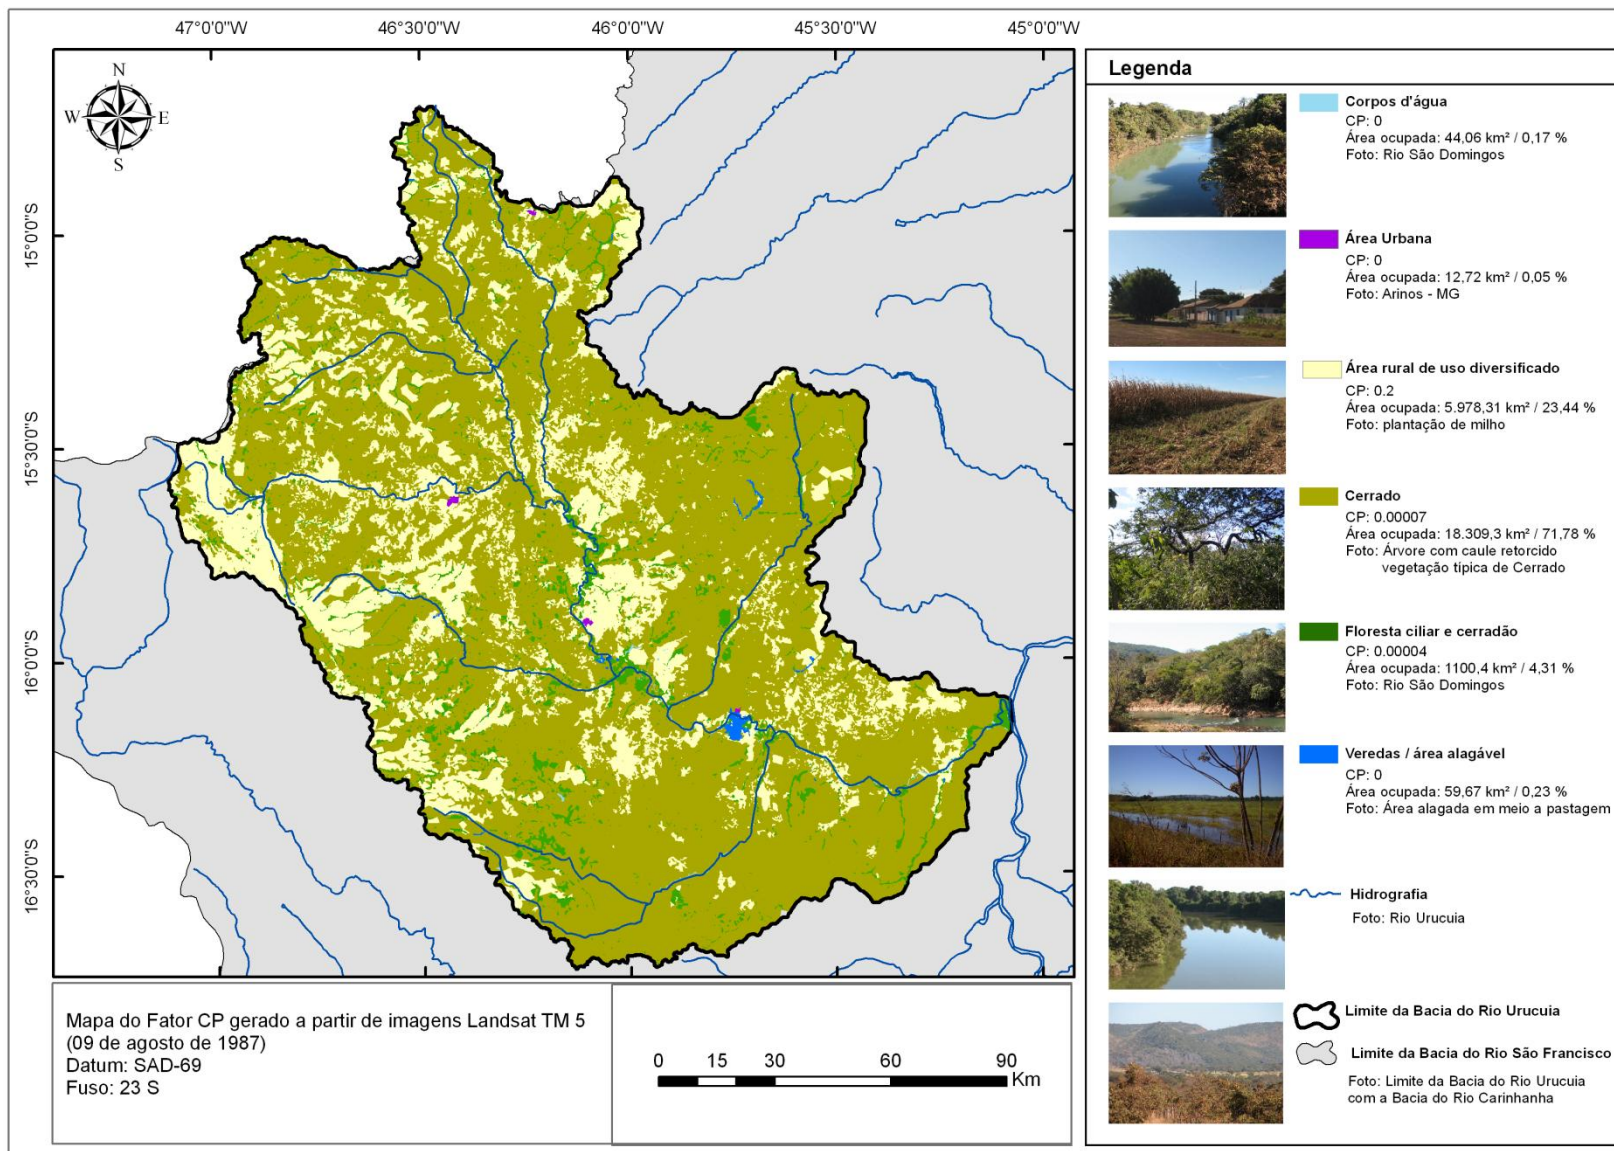 47°0'0"W
46°30'0"W
46°0'0"W
45°30'0"W
45°0'0"W
15°0'0"S
15°30'0"S
16°0'0"S
16°30'0"S
N
W
E
S
Legenda
Corpos d'água
CP: 0
Área ocupada: 44,06 km² / 0,17 %
Foto: Rio São Domingos
Área Urbana
CP: 0
Área ocupada: 12,72 km² / 0,05 %
Foto: Arinos - MG
Área rural de uso diversificado
CP: 0.2
Área ocupada: 5.978,31 km² / 23,44 %
Foto: plantação de milho
Cerrado
CP: 0.00007
Área ocupada: 18.309,3 km² / 71,78 %
Foto: Árvore com caule retorcido
vegetação típica de Cerrado
Floresta ciliar e cerradão
CP: 0.00004
Área ocupada: 1100,4 km² / 4,31 %
Foto: Rio São Domingos
Veredas / área alagável
CP: 0
Área ocupada: 59,67 km² / 0,23 %
Foto: Área alagada em meio a pastagem
Hidrografia
Foto: Rio Urucuia
Limite da Bacia do Rio Urucuia
Limite da Bacia do Rio São Francisco
Foto: Limite da Bacia do Rio Urucuia
com a Bacia do Rio Carinhanha
Mapa do Fator CP gerado a partir de imagens Landsat TM 5
(09 de agosto de 1987)
Datum: SAD-69
Fuso: 23 S
0 15 30 60 90
Km